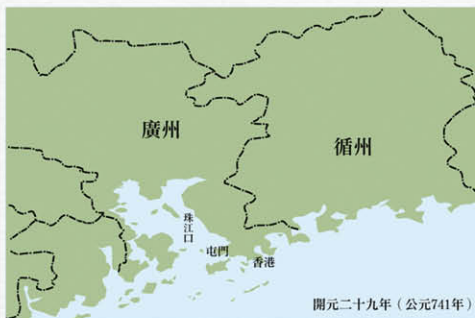 廣州
循州
珠江口
屯門
香港
開元二十九年（公元741年）